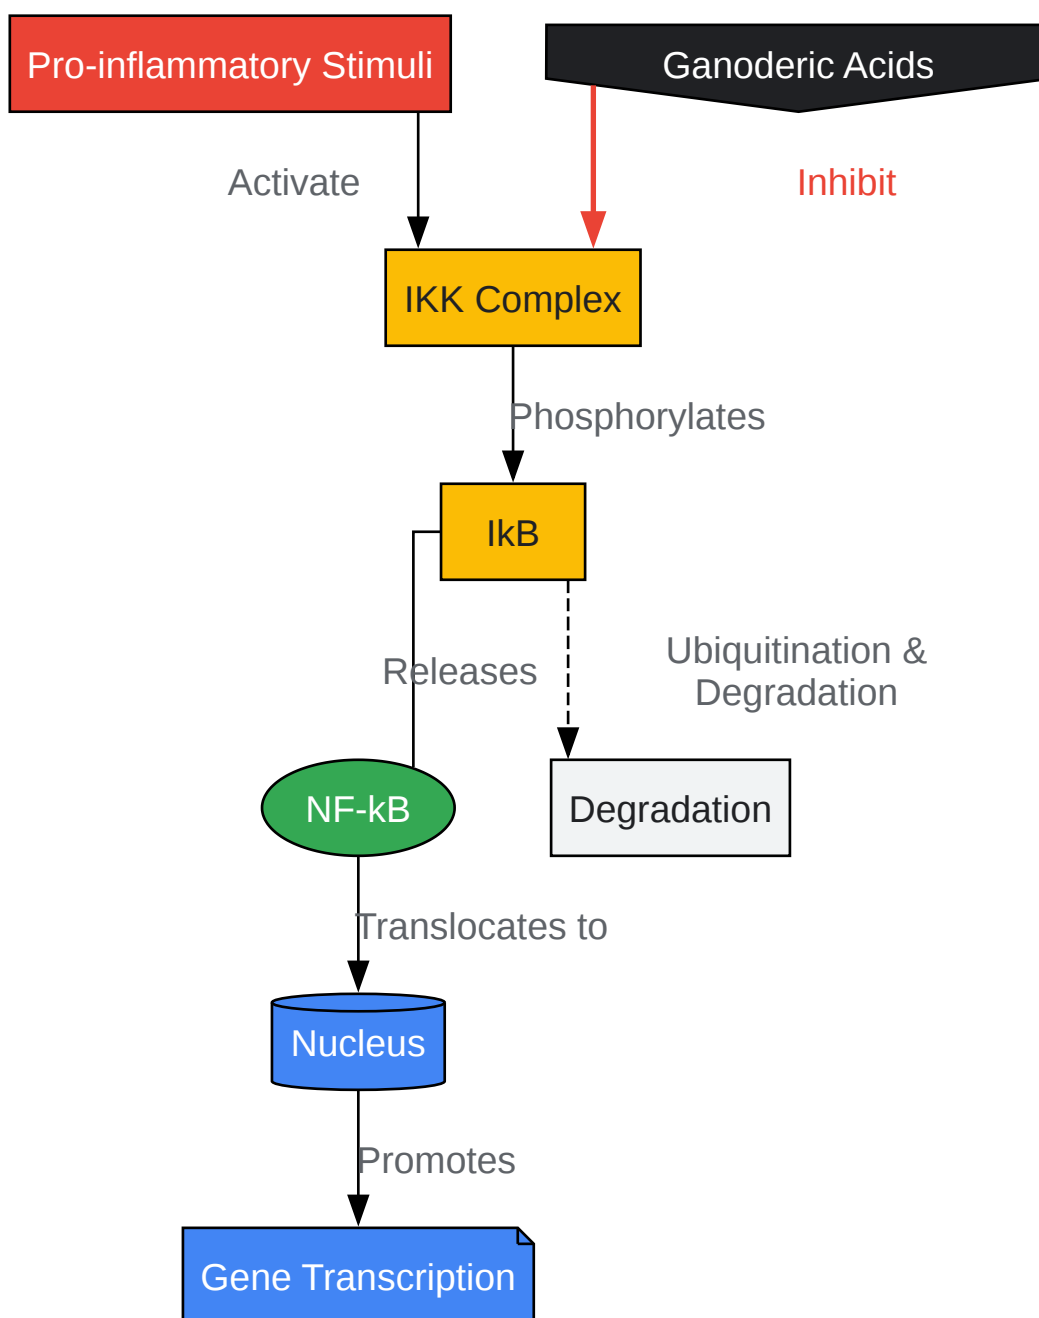 Pro-inflammatory Stimuli
Ganoderic Acids
Activate
Inhibit
IKK Complex
Phosphorylates
IkB
Releases
Ubiquitination &
Degradation
NF-kB
Degradation
Translocates to
Nucleus
Promotes
Gene Transcription